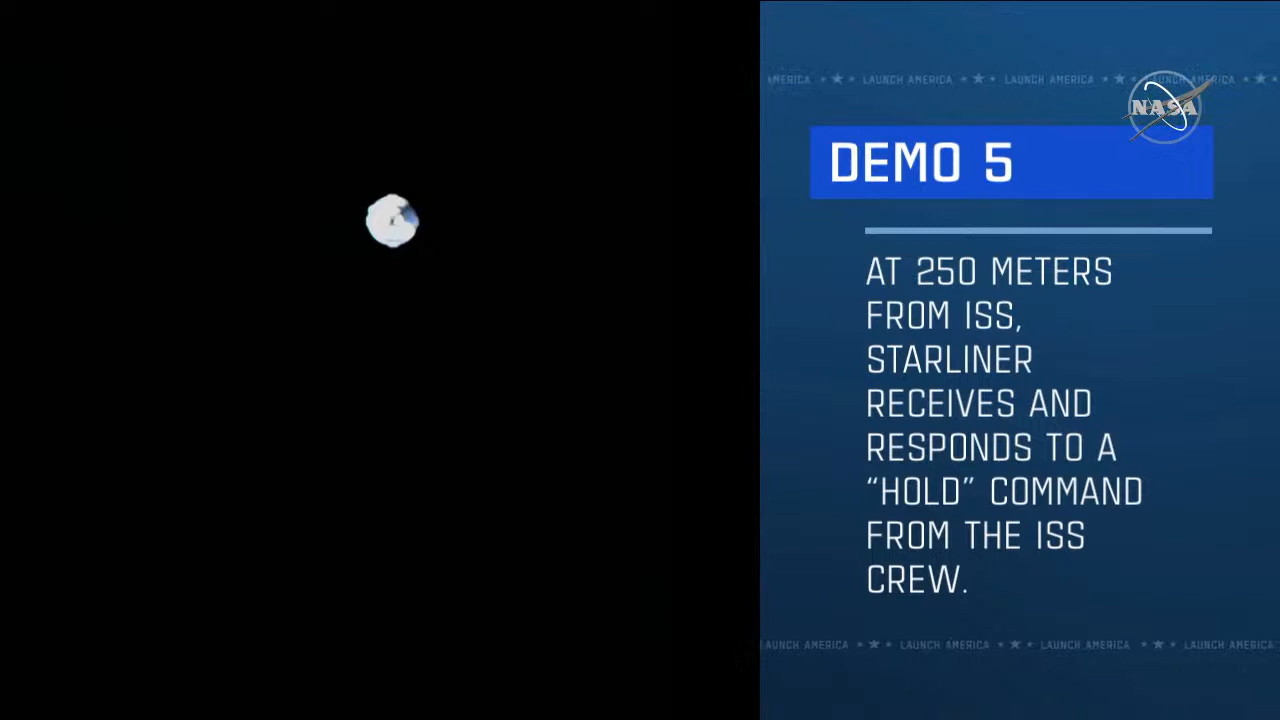 AMERICA ★ LAUNCH AMERICA ★ LAUNCH AMERICA ★ LAUNCH AMERICA ★
NASA
DEMO 5
AT 250 METERS
FROM ISS,
STARLINER
RECEIVES AND
RESPONDS TO A
“HOLD” COMMAND
FROM THE ISS
CREW.
LAUNCH AMERICA ★ LAUNCH AMERICA ★ LAUNCH AMERICA ★ LAUNCH AMERICA